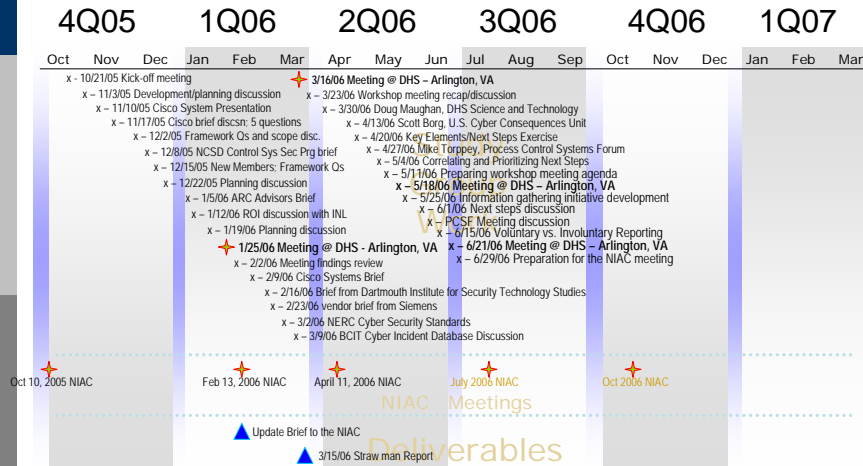 4Q05 1Q06 2Q06 3Q06 4Q06 1Q07
Oct Nov Dec Jan Feb Mar Apr May Jun Jul Aug Sep Oct Nov Dec Jan Feb Mar
x - 10/21/05 Kick-off meeting
x - 11/3/05 Development/planning discussion
x – 11/10/05 Cisco System Presentation
x – 11/17/05 Cisco brief discsn; 5 questions
x – 12/2/05 Framework Qs and scope disc.
x – 12/8/05 NCSD Control Sys Sec Prg brief
x – 12/15/05 New Members; Framework Qs
x – 12/22/05 Planning discussion
x – 1/5/06 ARC Advisors Brief
x – 1/12/06 ROI discussion with INL
x – 1/19/06 Planning discussion
1/25/06 Meeting @ DHS - Arlington, VA
x – 2/2/06 Meeting findings review
x – 2/9/06 Cisco Systems Brief
x – 2/16/06 Brief from Dartmouth Institute for Security Technology Studies
x – 2/23/06 vendor brief from Siemens
x – 3/2/06 NERC Cyber Security Standards
x – 3/9/06 BCIT Cyber Incident Database Discussion
3/16/06 Meeting @ DHS – Arlington, VA
x – 3/23/06 Workshop meeting recap/discussion
x – 3/30/06 Doug Maughan, DHS Science and Technology
x – 4/13/06 Scott Borg, U.S. Cyber Consequences Unit
x – 4/20/06 Key Elements/Next Steps Exercise
x – 4/27/06 Mike Torppey, Process Control Systems Forum
x – 5/4/06 Correlating and Prioritizing Next Steps
x – 5/11/06 Preparing workshop meeting agenda
x – 5/18/06 Meeting @ DHS – Arlington, VA
x – 5/25/06 Information gathering initiative development
x – 6/1/06 Next steps discussion
x – PCSF Meeting discussion
x – 6/15/06 Voluntary vs. Involuntary Reporting
x – 6/21/06 Meeting @ DHS – Arlington, VA
x – 6/29/06 Preparation for the NIAC meeting
Oct 10, 2005 NIAC
Feb 13, 2006 NIAC
April 11, 2006 NIAC
July 2006 NIAC
Oct 2006 NIAC
NIAC Meetings
Update Brief to the NIAC
Deliverables
3/15/06 Straw man Report